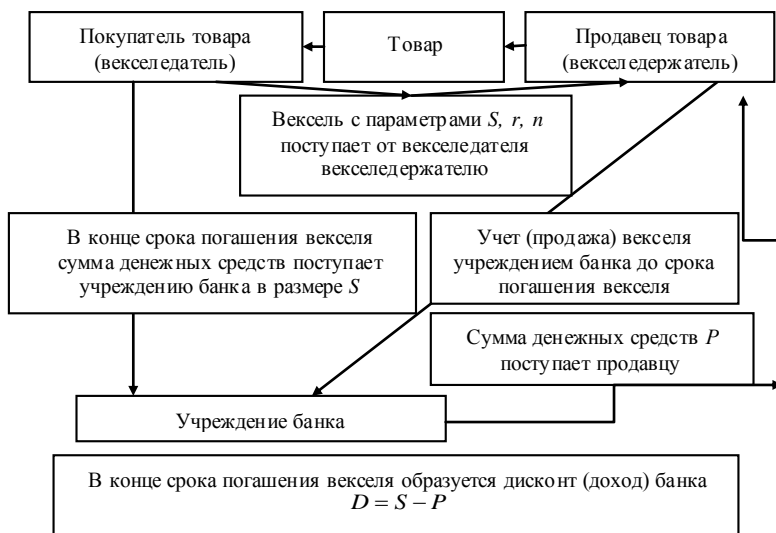 Покупатель товара
(векселедатель)
Товар
Продавец товара
(векселедержатель)
Вексель с параметрами S, r, n
поступает от векселедателя
векселедержателю
В конце срока погашения векселя
сумма денежных средств поступает
учреждению банка в размере S
Учет (продажа) векселя
учреждением банка до срока
погашения векселя
Сумма денежных средств P
поступает продавцу
Учреждение банка
В конце срока погашения векселя образуется дисконт (доход) банка
D = S − P